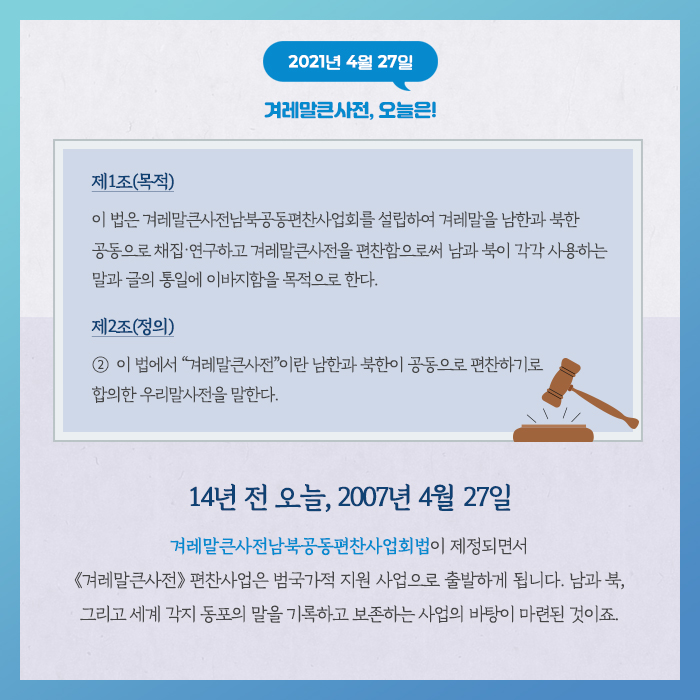 2021년 4월 27일
겨레말큰사전, 오늘은!
제1조(목적)
이 법은 겨레말큰사전남북공동편찬사업회를 설립하여 겨레말을 남한과 북한
공동으로 채집·연구하고 겨레말큰사전을 편찬함으로써 남과 북이 각각 사용하는
말과 글의 통일에 이바지함을 목적으로 한다.
제2조(정의)
② 이 법에서 “겨레말큰사전”이란 남한과 북한이 공동으로 편찬하기로
합의한 우리말사전을 말한다.
14년 전 오늘, 2007년 4월 27일
겨레말큰사전남북공동편찬사업회법이 제정되면서
《겨레말큰사전》 편찬사업은 범국가적 지원 사업으로 출발하게 됩니다. 남과 북,
그리고 세계 각지 동포의 말을 기록하고 보존하는 사업의 바탕이 마련된 것이죠.